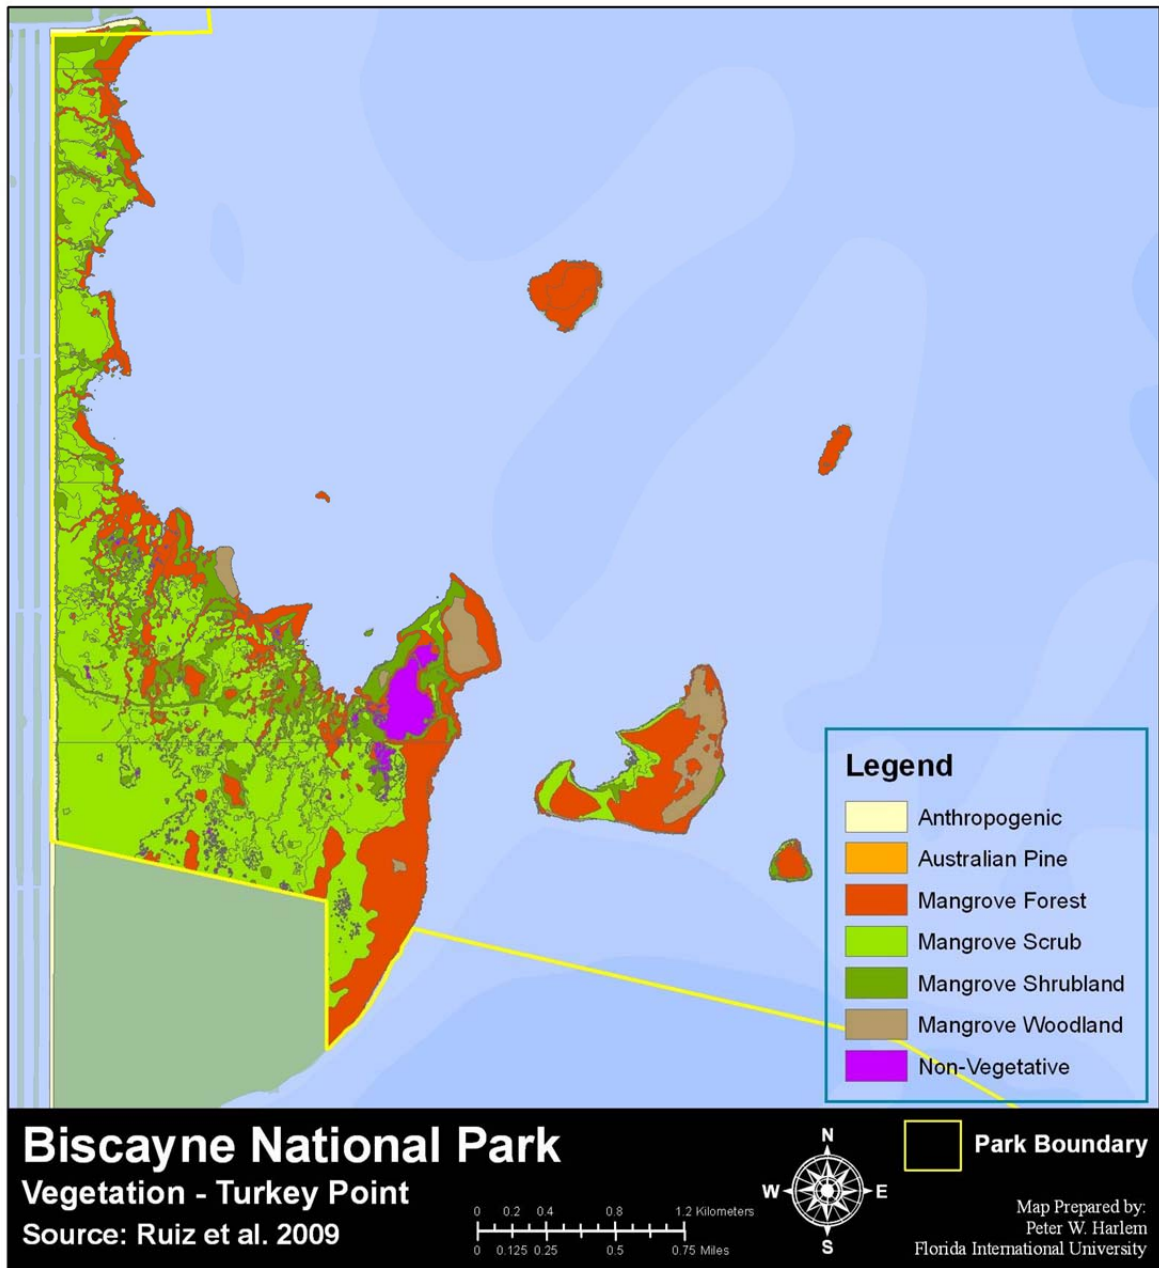 Legend
Anthropogenic
Australian Pine
Mangrove Forest
Mangrove Scrub
Mangrove Shrubland
Mangrove Woodland
Non-Vegetative
Biscayne National Park
Vegetation - Turkey Point
Source: Ruiz et al. 2009
0 0.2 0.4 0.8 1.2 Kilometers
0 0.125 0.25 0.5 0.75 Miles
N
W E
S
Park Boundary
Map Prepared by:
Peter W. Harlem
Florida International University